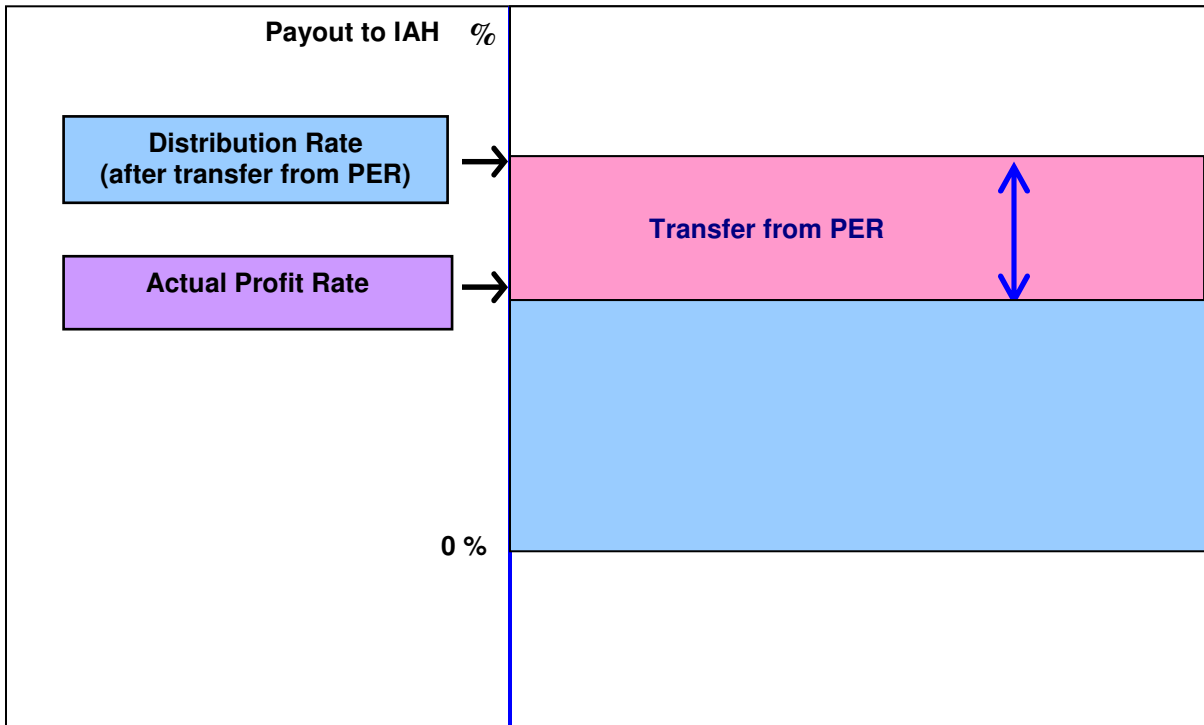 Payout to IAH %
Distribution Rate
(after transfer from PER)
Transfer from PER
Actual Profit Rate
0 %